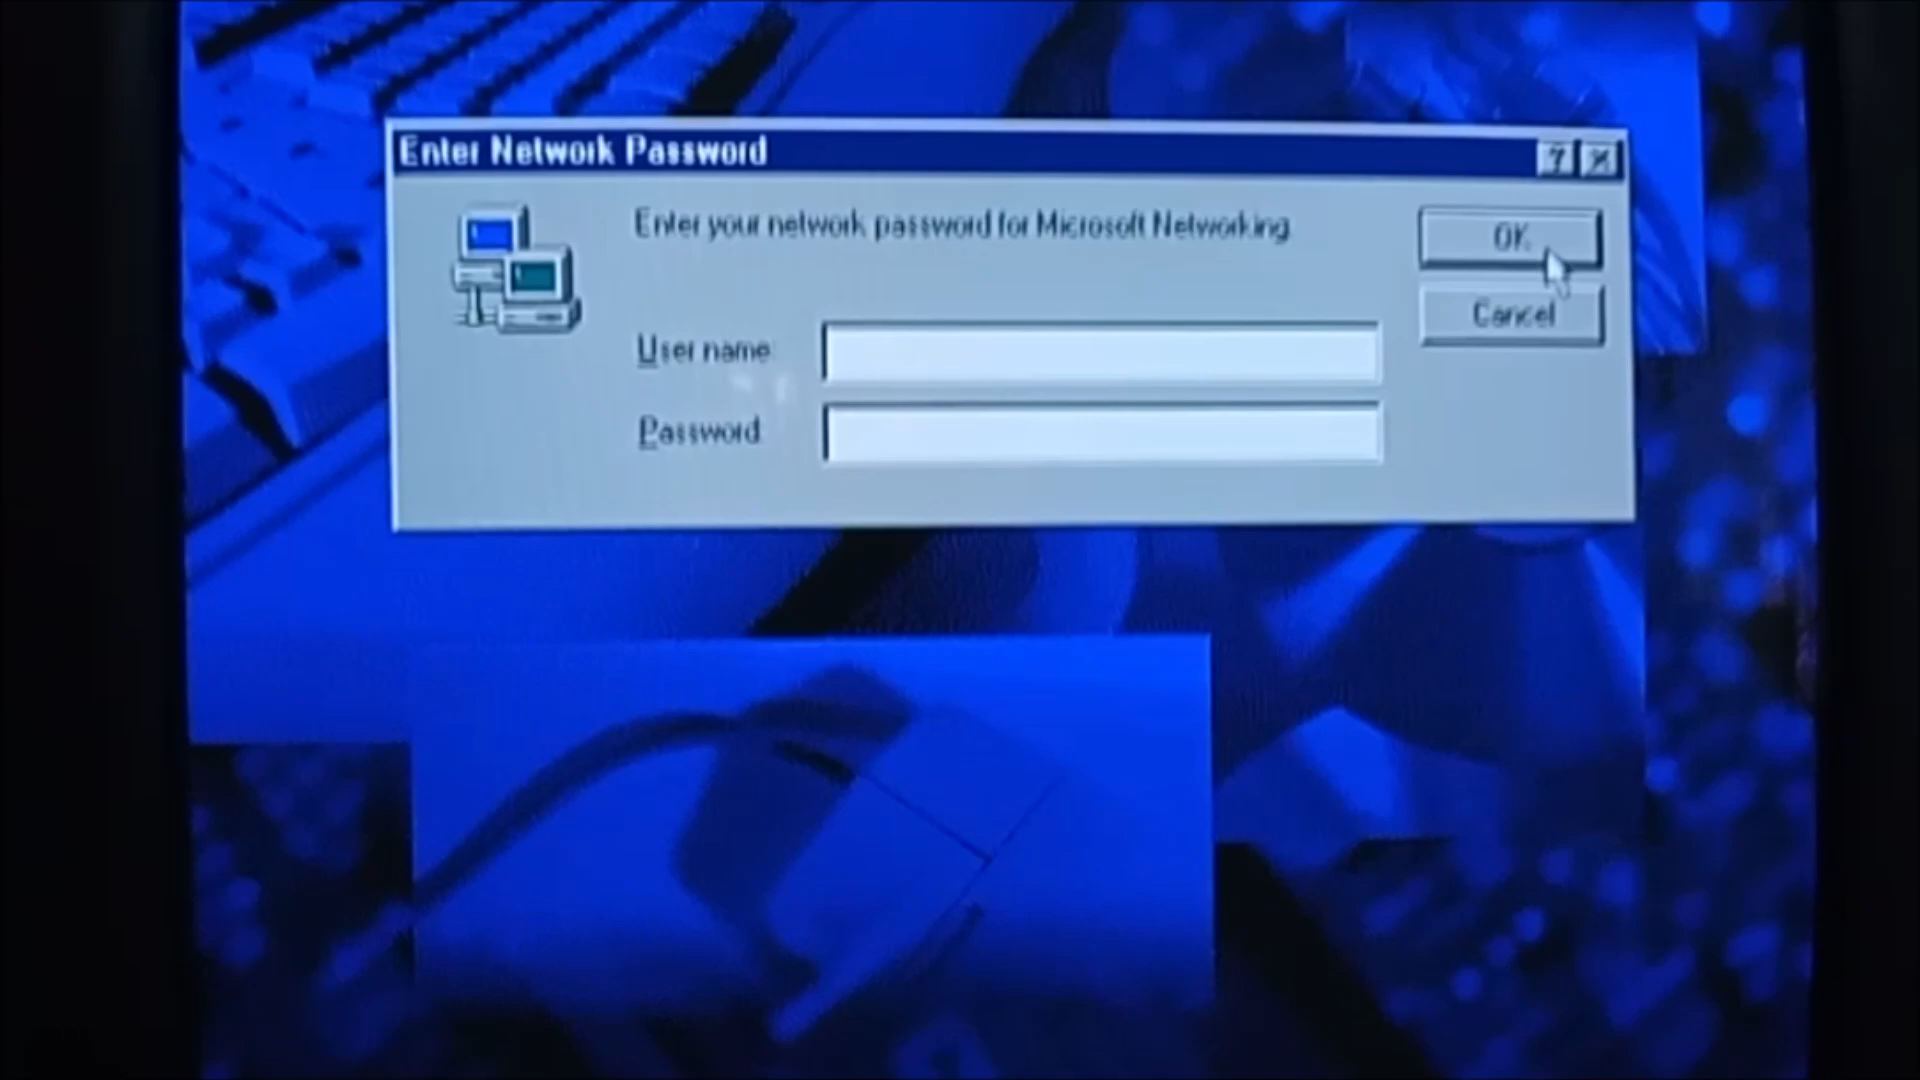 Enter Network Password
? X
Enter your network password for Microsoft Networking.
OK
Cancel
User name
Password